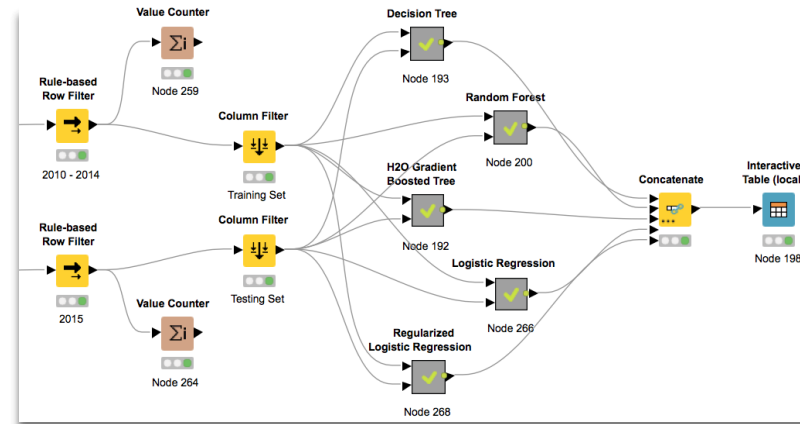 Value Counter
Node 259
Rule-based
Row Filter
2010 - 2014
Column Filter
Training Set
Rule-based
Row Filter
2015
Column Filter
Testing Set
Value Counter
Node 264
Decision Tree
Node 193
Random Forest
Node 200
H2O Gradient
Boosted Tree
Node 192
Logistic Regression
Node 266
Regularized
Logistic Regression
Node 268
Concatenate
Interactive
Table (local
Node 198